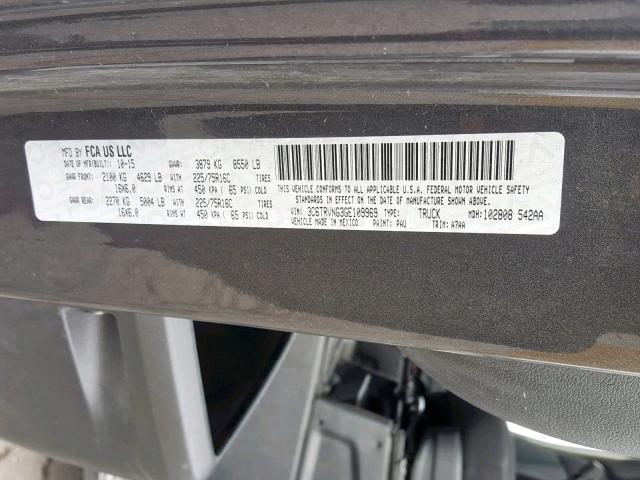 MFD BY FCA US LLC
DATE OF MFR(BUILT): 10-15 GVWR: 3879 KG 8550 LB
GAWR FRONT: 2100 KG 4629 LB WITH 225/75R16C TIRES
16X6.0 RIMS AT 450 KPA ( 65 PSI) COLD
GAWR REAR: 2270 KG 5004 LB WITH 225/75R16C TIRES
16X6.0 RIMS AT 450 KPA ( 65 PSI) COLD
THIS VEHICLE CONFORMS TO ALL APPLICABLE U.S.A. FEDERAL MOTOR VEHICLE SAFETY
STANDARDS IN EFFECT ON THE DATE OF MANUFACTURE SHOWN ABOVE.
VIN: 3C6TRVNG3GE109969 TYPE: TRUCK MDH: 102808 542AA
VEHICLE MADE IN MEXICO PAINT: PAU TRIM: A7AA